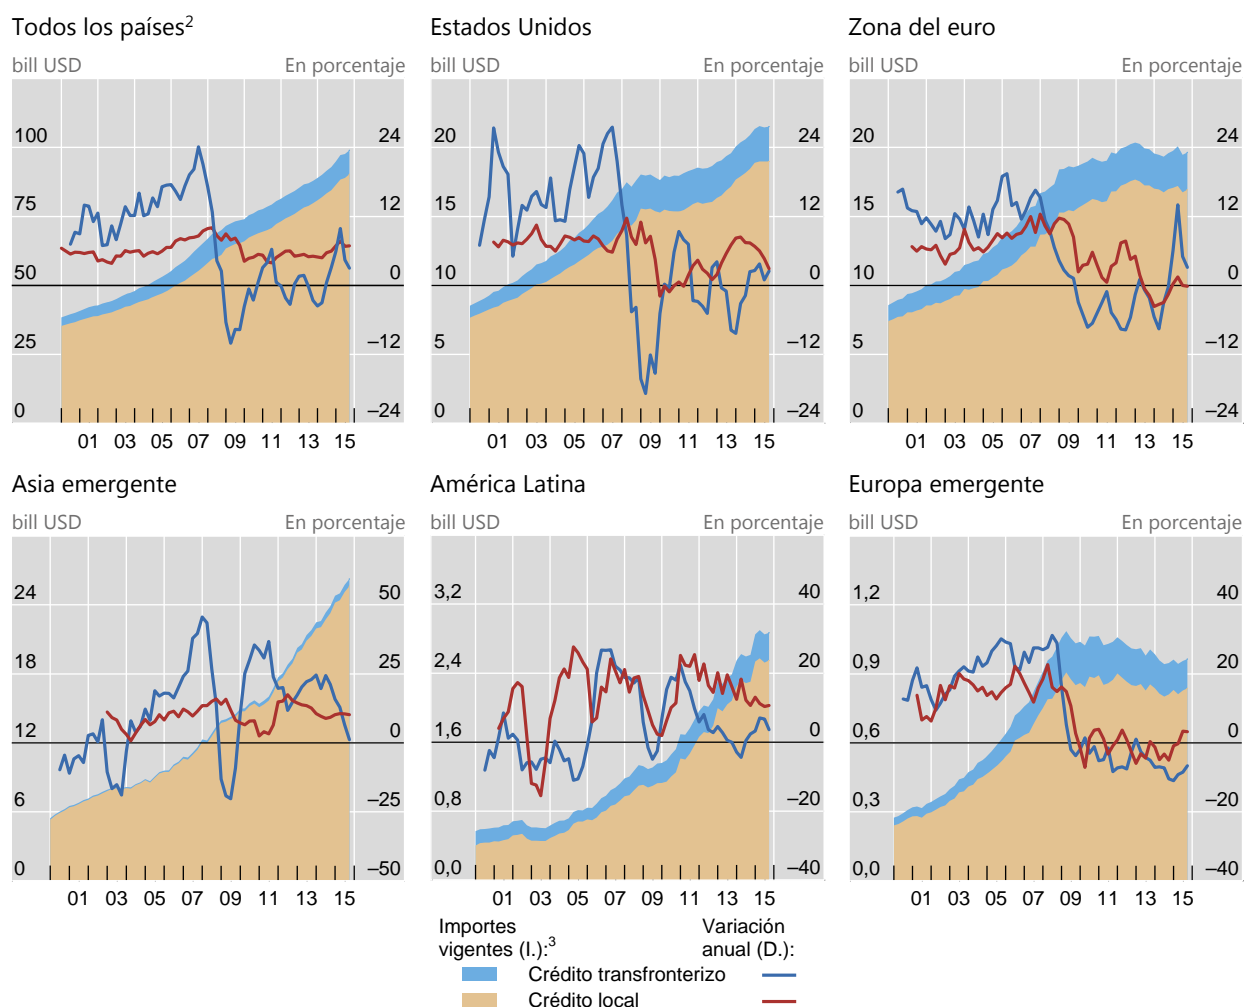 Todos los países²
bill USD En porcentaje
100 24
75 12
50 0
25 –12
0 –24
01 03 05 07 09 11 13 15
Estados Unidos
bill USD En porcentaje
20 24
15 12
10 0
5 –12
0 –24
01 03 05 07 09 11 13 15
Zona del euro
bill USD En porcentaje
20 24
15 12
10 0
5 –12
0 –24
01 03 05 07 09 11 13 15
Asia emergente
bill USD En porcentaje
24 50
18 25
12 0
6 –25
0 –50
01 03 05 07 09 11 13 15
América Latina
bill USD En porcentaje
3,2 40
2,4 20
1,6 0
0,8 –20
0,0 –40
01 03 05 07 09 11 13 15
Europa emergente
bill USD En porcentaje
1,2 40
0,9 20
0,6 0
0,3 –20
0,0 –40
01 03 05 07 09 11 13 15
Importes
vigentes (I.):³
Variación
anual (D.):
Crédito transfronterizo
Crédito local